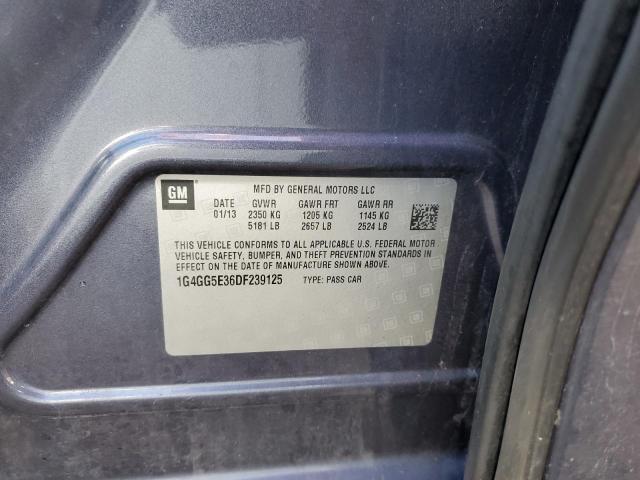 GM
MFD BY GENERAL MOTORS LLC
DATE GVWR GAWR FRT GAWR RR
01/13 2350 KG 1205 KG 1145 KG
5181 LB 2657 LB 2524 LB
THIS VEHICLE CONFORMS TO ALL APPLICABLE U.S. FEDERAL MOTOR
VEHICLE SAFETY, BUMPER, AND THEFT PREVENTION STANDARDS IN
EFFECT ON THE DATE OF MANUFACTURE SHOWN ABOVE.
1G4GG5E36DF239125 TYPE: PASS CAR